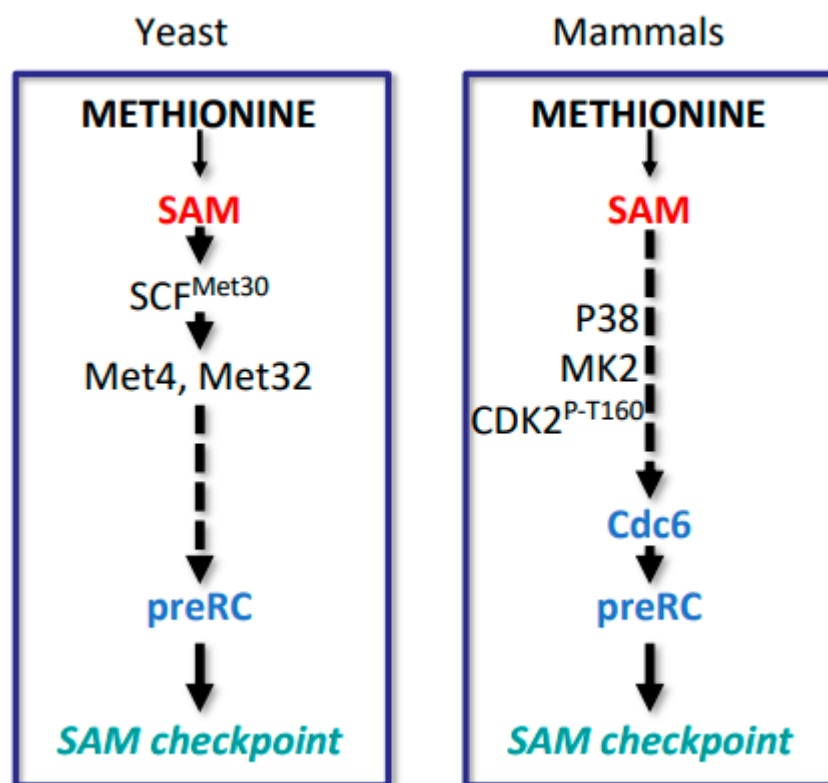 Yeast
METHIONINE
SAM
SCF^Met30
Met4, Met32
preRC
SAM checkpoint
Mammals
METHIONINE
SAM
P38
MK2
CDK2^P-T160
Cdc6
preRC
SAM checkpoint